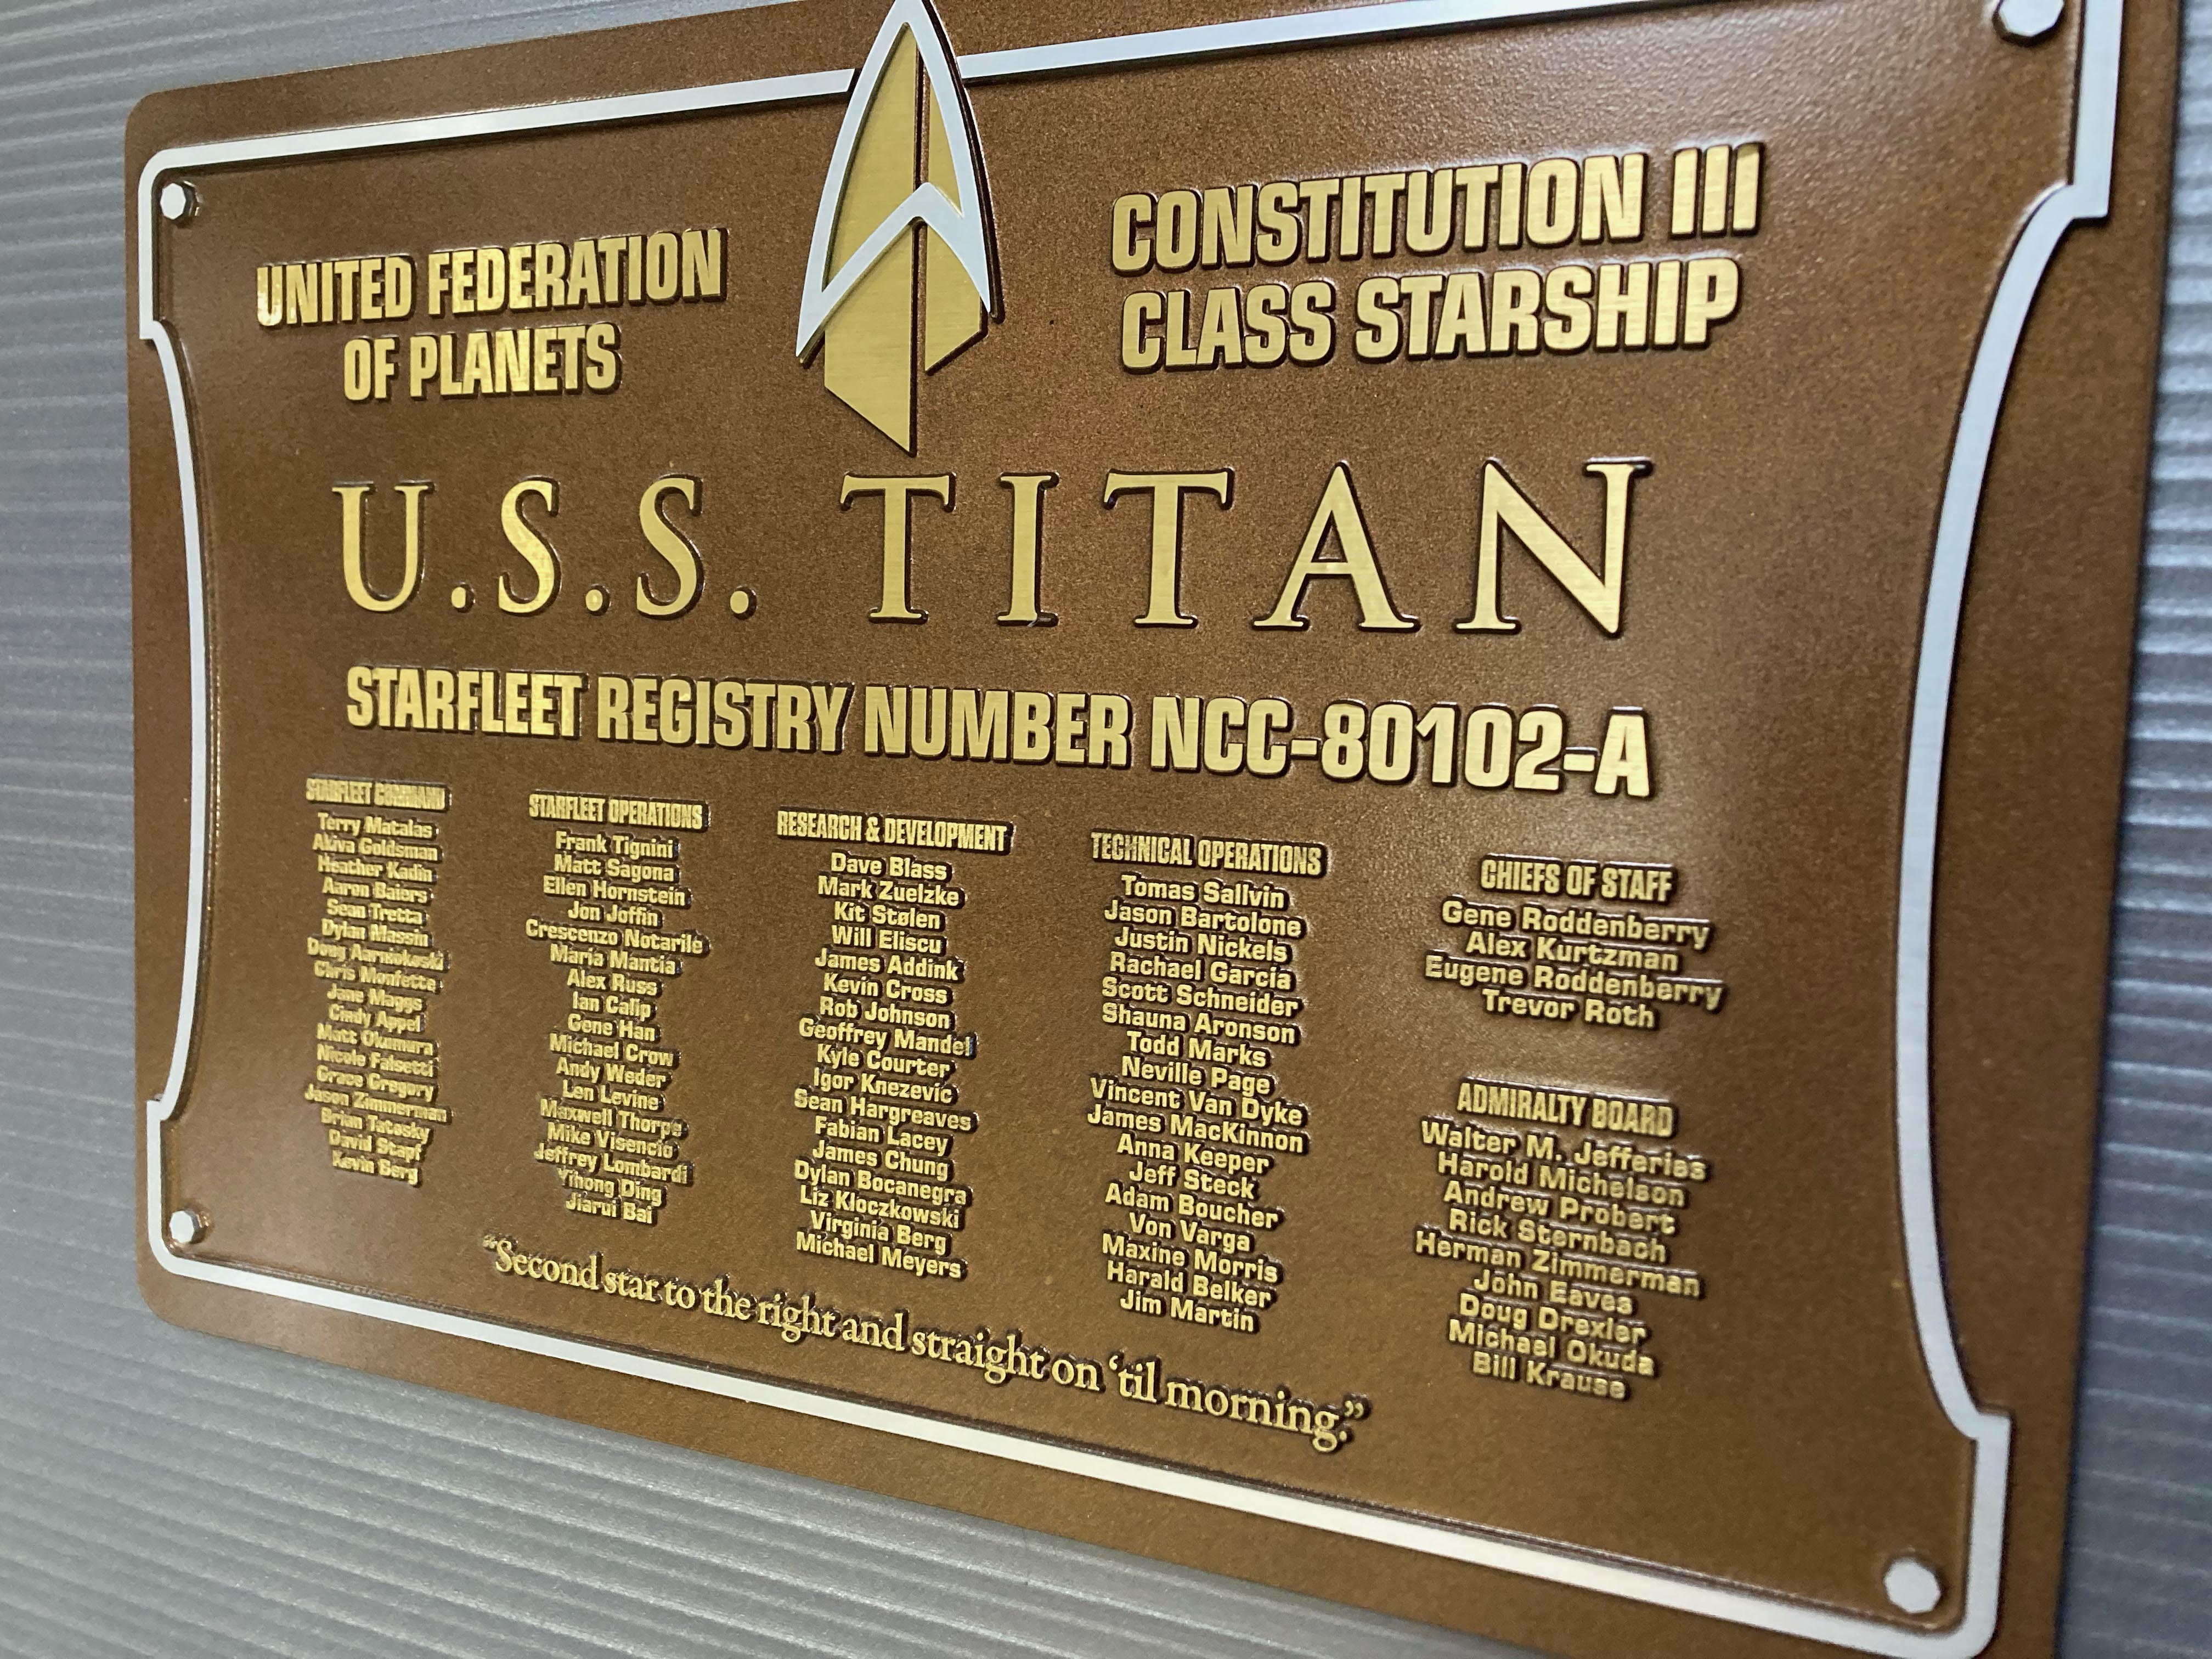 UNITED FEDERATION
OF PLANETS
CONSTITUTION III
CLASS STARSHIP
U.S.S. TITAN
STARFLEET REGISTRY NUMBER NCC-80102-A
STARFLEET COMMAND
Terry Matalas
Akiva Goldsman
Heather Kadin
Aaron Baiers
Sean Tretta
Dylan Massin
Doug Aarniokoski
Chris Monfette
Jane Maggs
Cindy Appel
Matt Okumura
Nicole Falsetti
Grace Gregory
Jason Zimmerman
Brian Tatosky
David Stapf
Kevin Berg
STARFLEET OPERATIONS
Frank Tignini
Matt Sagona
Ellen Hornstein
Jon Joffin
Crescenzo Notarile
Maria Mantia
Alex Russ
Ian Calip
Gene Han
Michael Crow
Andy Weder
Len Levine
Maxwell Thorpe
Mike Visencio
Jeffrey Lombardi
Yihong Ding
Jiarui Bai
RESEARCH & DEVELOPMENT
Dave Blass
Mark Zuelzke
Kit Stølen
Will Eliscu
James Addink
Kevin Cross
Rob Johnson
Geoffrey Mandel
Kyle Courter
Igor Knezevic
Sean Hargreaves
Fabian Lacey
James Chung
Dylan Bocanegra
Liz Kloczkowski
Virginia Berg
Michael Meyers
TECHNICAL OPERATIONS
Tomas Sallvin
Jason Bartolone
Justin Nickels
Rachael Garcia
Scott Schneider
Shauna Aronson
Todd Marks
Neville Page
Vincent Van Dyke
James MacKinnon
Anna Keeper
Jeff Steck
Adam Boucher
Von Varga
Maxine Morris
Harald Belker
Jim Martin
CHIEFS OF STAFF
Gene Roddenberry
Alex Kurtzman
Eugene Roddenberry
Trevor Roth
ADMIRALTY BOARD
Walter M. Jefferies
Harold Michelson
Andrew Probert
Rick Sternbach
Herman Zimmerman
John Eaves
Doug Drexler
Michael Okuda
Bill Krause
“Second star to the right and straight on ‘til morning.”